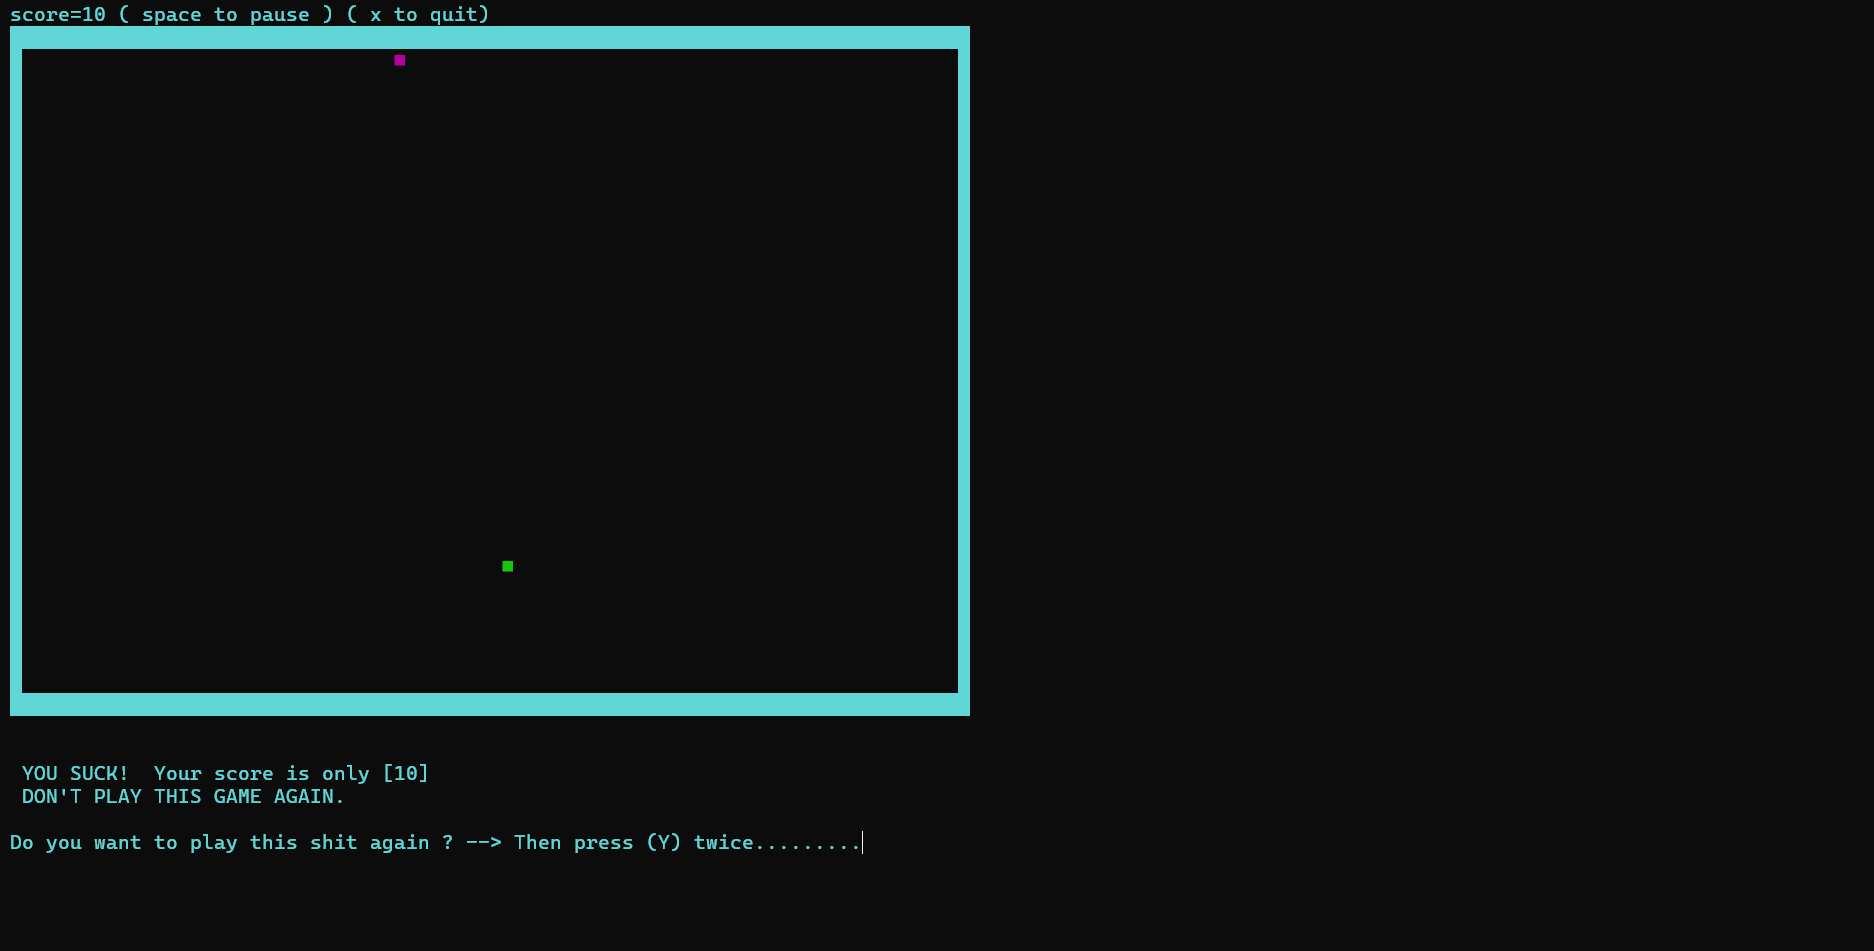 score=10 ( space to pause ) ( x to quit)
YOU SUCK!  Your score is only [10]
DON'T PLAY THIS GAME AGAIN.
Do you want to play this shit again ? --> Then press (Y) twice.........